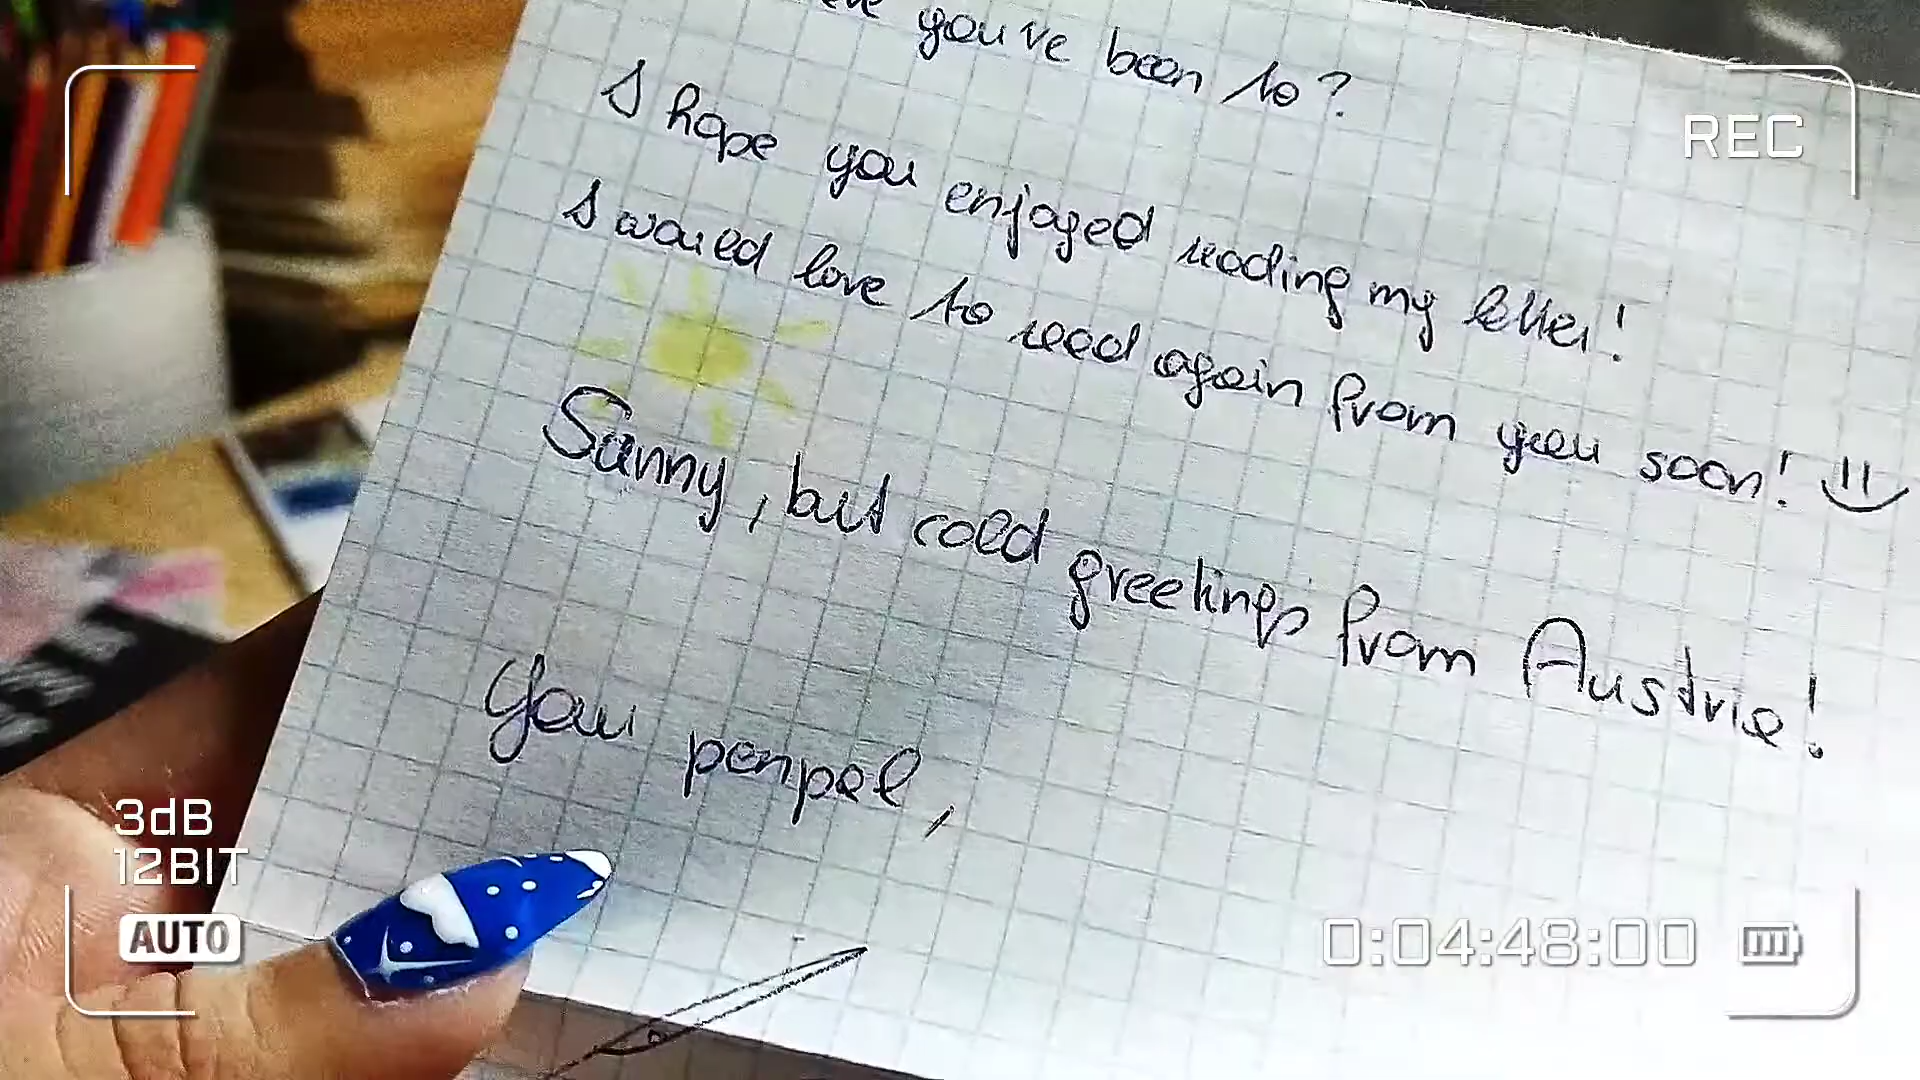 you've been to?
I hope you enjoyed reading my letter!
I would love to read again from you soon!
Sunny, but cold greetings from Austria!
Your penpal,
REC
3dB
12BIT
AUTO
0:04:48:00